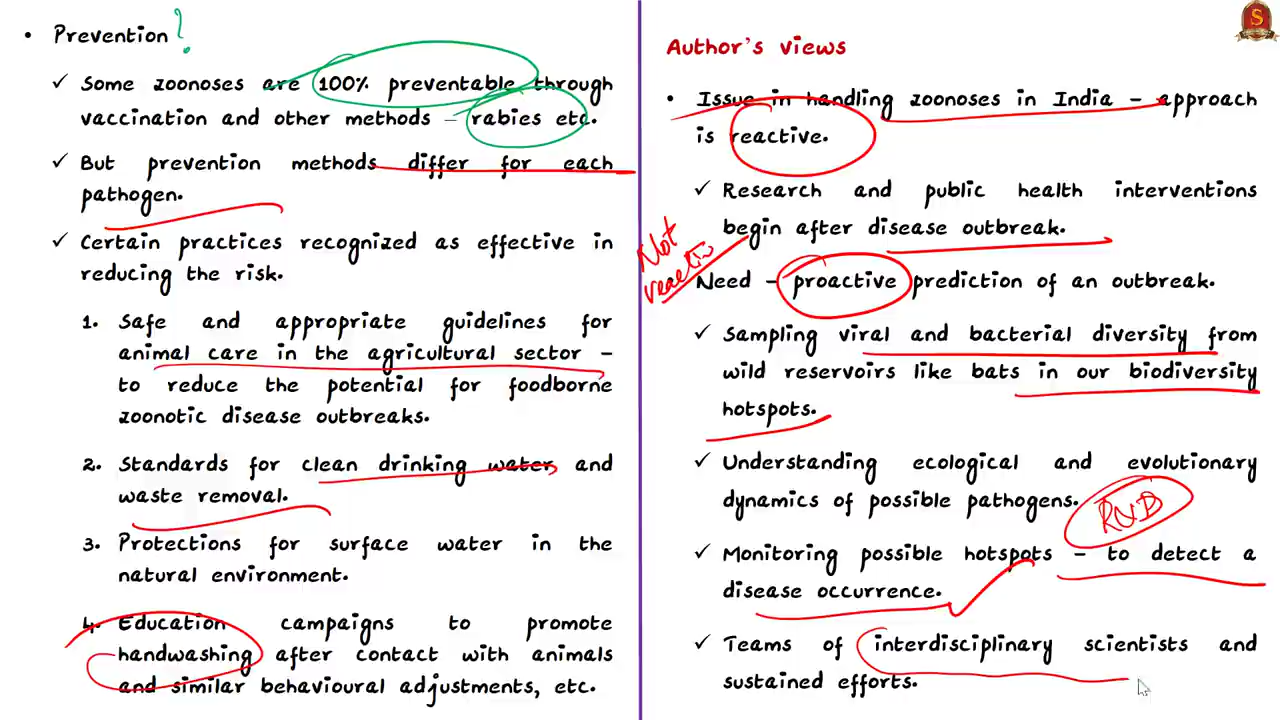 • Prevention ?
✓ Some zoonoses are 100% preventable through
vaccination and other methods – rabies etc.
✓ But prevention methods differ for each
pathogen.
✓ Certain practices recognized as effective in
reducing the risk.
1. Safe and appropriate guidelines for
animal care in the agricultural sector –
to reduce the potential for foodborne
zoonotic disease outbreaks.
2. Standards for clean drinking water and
waste removal.
3. Protections for surface water in the
natural environment.
4. Education campaigns to promote
handwashing after contact with animals
and similar behavioural adjustments, etc.
Author's views
• Issue in handling zoonoses in India – approach
is reactive.
✓ Research and public health interventions
begin after disease outbreak.
Not
reactiv
Need – proactive prediction of an outbreak.
✓ Sampling viral and bacterial diversity from
wild reservoirs like bats in our biodiversity
hotspots.
✓ Understanding ecological and evolutionary
dynamics of possible pathogens.
R&D
✓ Monitoring possible hotspots – to detect a
disease occurrence.
✓ Teams of interdisciplinary scientists and
sustained efforts.